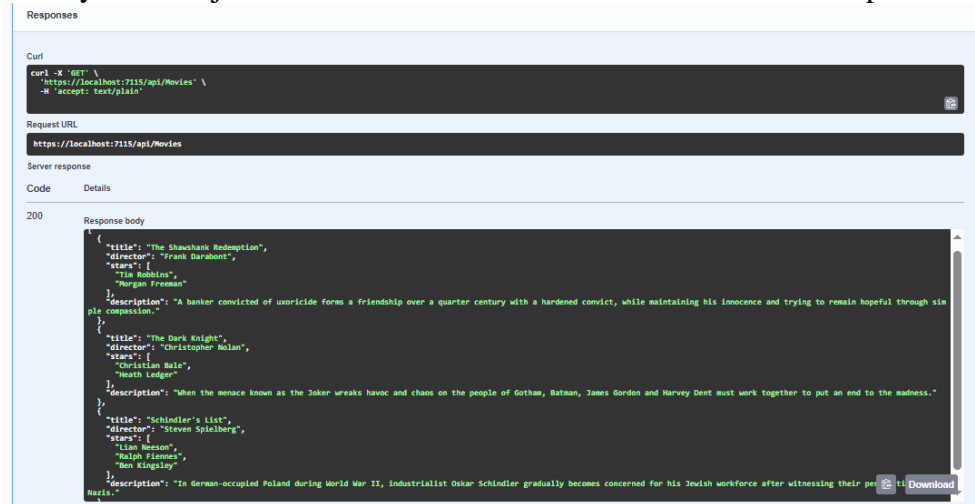 Responses
Curl
curl -X 'GET' \
'https://localhost:7115/api/Movies' \
-H 'accept: text/plain'
Request URL
https://localhost:7115/api/Movies
Server response
Code Details
200
Response body
[
{
"title": "The Shawshank Redemption",
"director": "Frank Darabont",
"stars": [
"Tim Robbins",
"Morgan Freeman"
],
"description": "A banker convicted of uxoricide forms a friendship over a quarter century with a hardened convict, while maintaining his innocence and trying to remain hopeful through sim
ple compassion."
},
{
"title": "The Dark Knight",
"director": "Christopher Nolan",
"stars": [
"Christian Bale",
"Heath Ledger"
],
"description": "When the menace known as the Joker wreaks havoc and chaos on the people of Gotham, Batman, James Gordon and Harvey Dent must work together to put an end to the madness."
},
{
"title": "Schindler's List",
"director": "Steven Spielberg",
"stars": [
"Lian Neeson",
"Ralph Fiennes",
"Ben Kingsley"
],
"description": "In German-occupied Poland during World War II, industrialist Oskar Schindler gradually becomes concerned for his Jewish workforce after witnessing their
Nazis."
Download